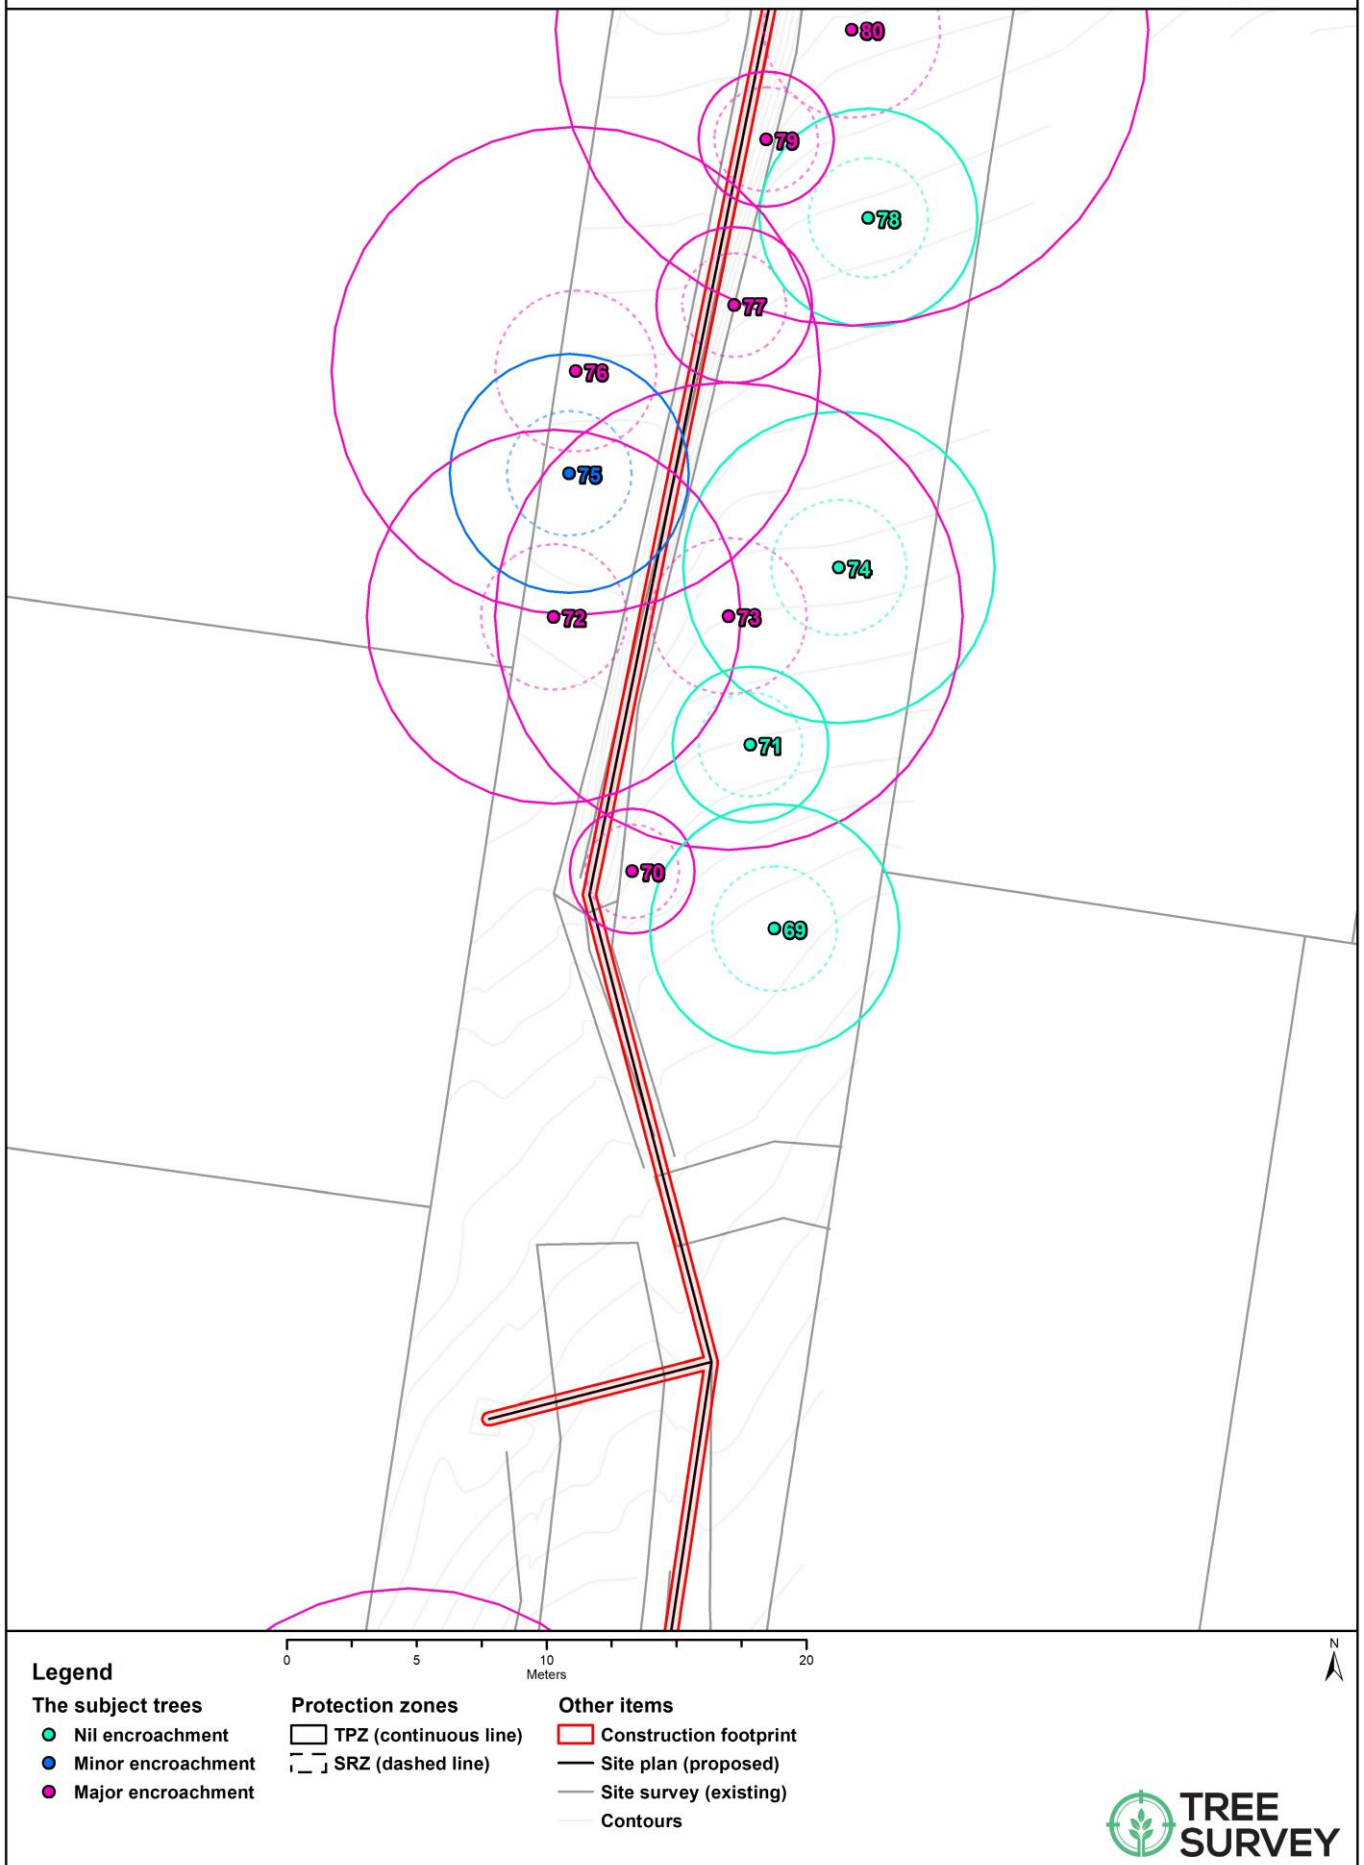 80
79
78
77
76
75
74
72
73
71
70
69
0 5 10 20
Meters
N
Legend
The subject trees
Nil encroachment
Minor encroachment
Major encroachment
Protection zones
TPZ (continuous line)
SRZ (dashed line)
Other items
Construction footprint
Site plan (proposed)
Site survey (existing)
Contours
TREE
SURVEY